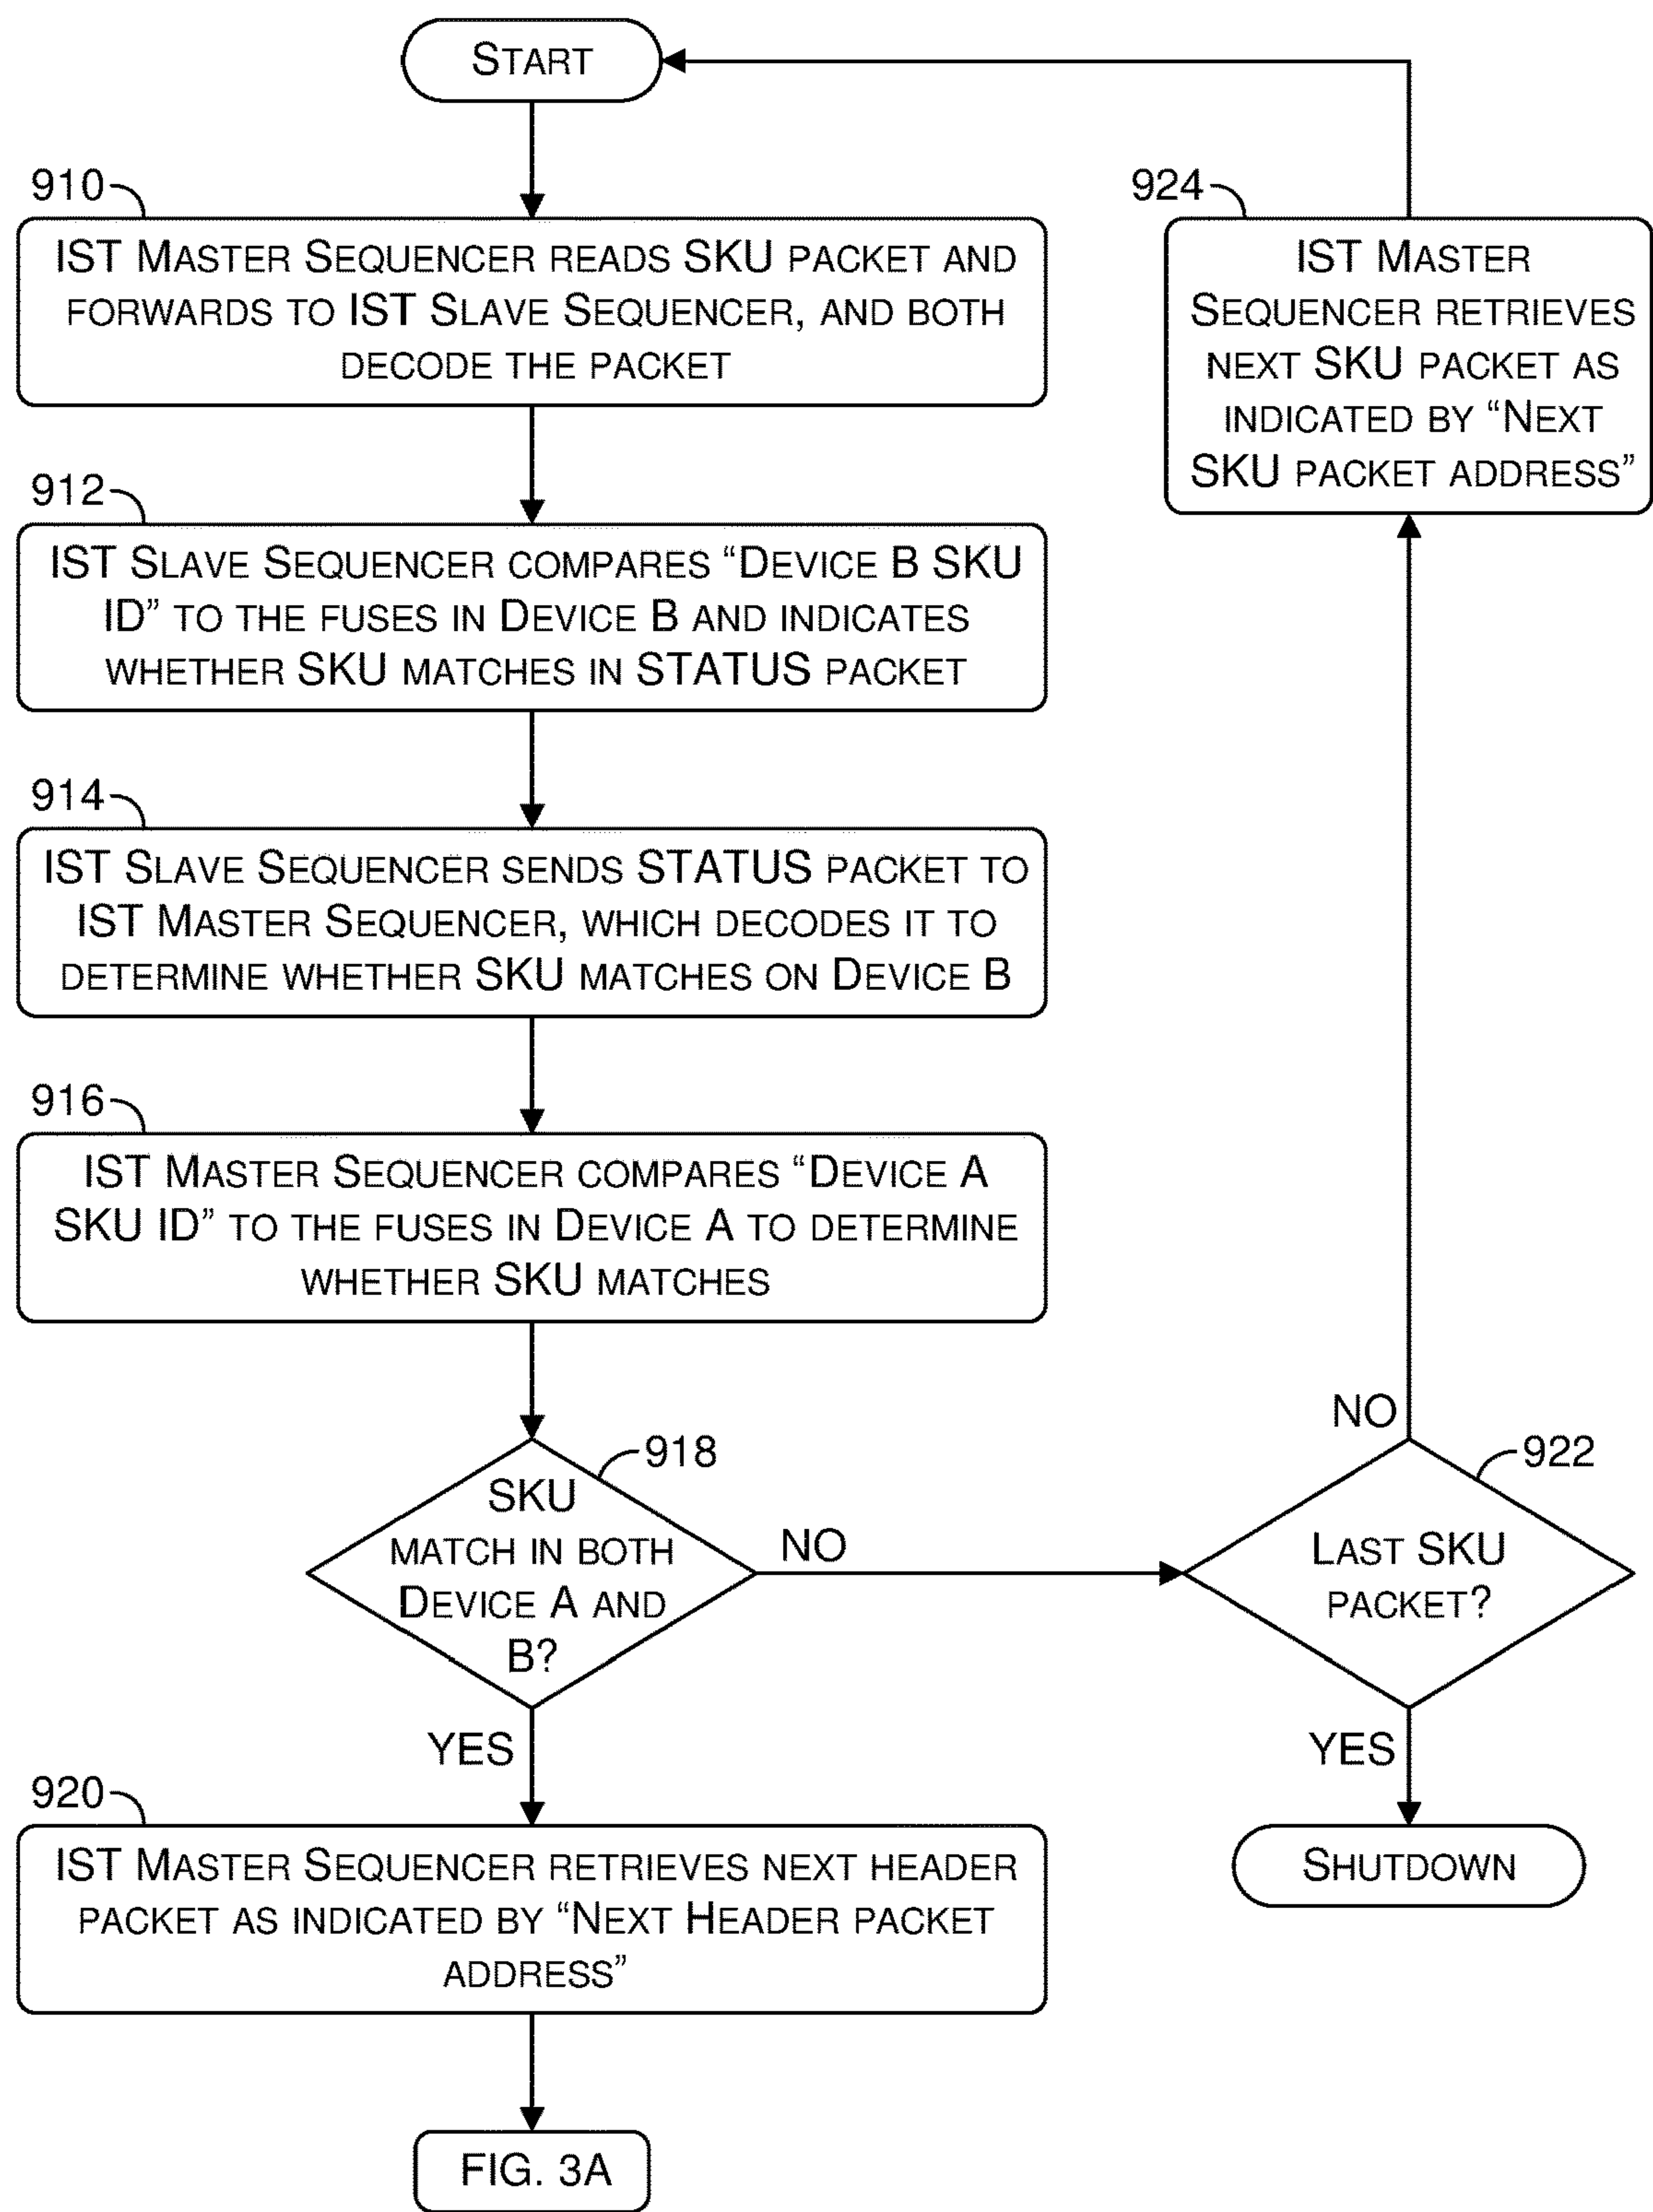 START
910
IST MASTER SEQUENCER READS SKU PACKET AND
FORWARDS TO IST SLAVE SEQUENCER, AND BOTH
DECODE THE PACKET
912
IST SLAVE SEQUENCER COMPARES “DEVICE B SKU
ID” TO THE FUSES IN DEVICE B AND INDICATES
WHETHER SKU MATCHES IN STATUS PACKET
914
IST SLAVE SEQUENCER SENDS STATUS PACKET TO
IST MASTER SEQUENCER, WHICH DECODES IT TO
DETERMINE WHETHER SKU MATCHES ON DEVICE B
916
IST MASTER SEQUENCER COMPARES “DEVICE A
SKU ID” TO THE FUSES IN DEVICE A TO DETERMINE
WHETHER SKU MATCHES
918
SKU
MATCH IN BOTH
DEVICE A AND
B?
NO
YES
920
IST MASTER SEQUENCER RETRIEVES NEXT HEADER
PACKET AS INDICATED BY “NEXT HEADER PACKET
ADDRESS”
FIG. 3A
922
LAST SKU
PACKET?
NO
YES
SHUTDOWN
924
IST MASTER
SEQUENCER RETRIEVES
NEXT SKU PACKET AS
INDICATED BY “NEXT
SKU PACKET ADDRESS”